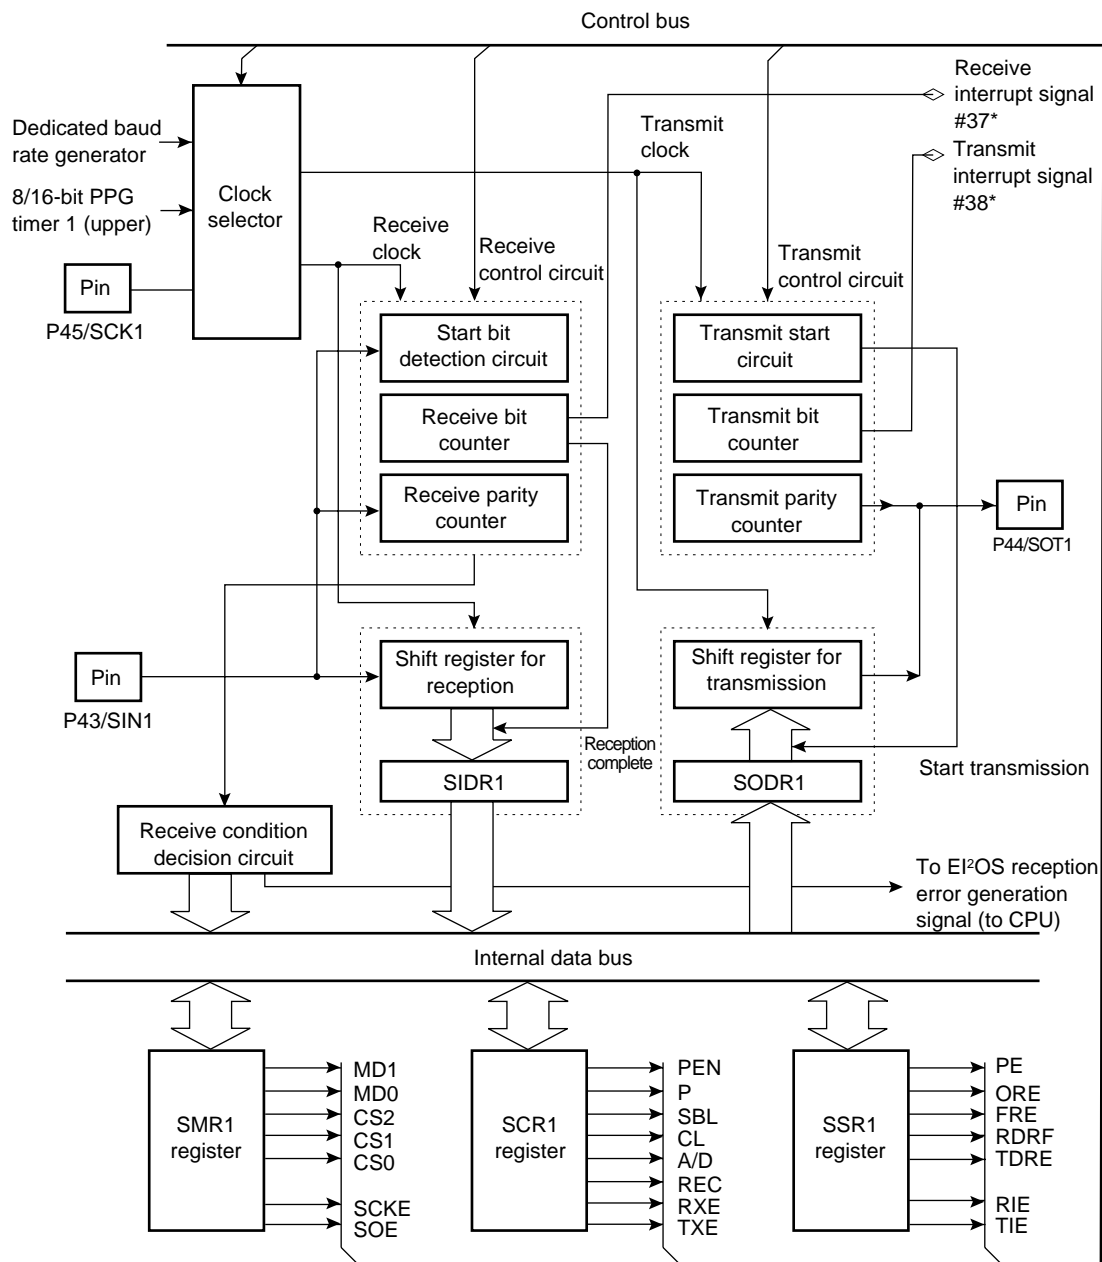 Control bus
Receive
interrupt signal
#37*
Dedicated baud
rate generator
Transmit
clock
Transmit
interrupt signal
#38*
8/16-bit PPG
timer 1 (upper)
Clock
selector
Receive
clock
Receive
control circuit
Transmit
control circuit
Pin
P45/SCK1
Start bit
detection circuit
Transmit start
circuit
Receive bit
counter
Transmit bit
counter
Receive parity
counter
Transmit parity
counter
Pin
P44/SOT1
Pin
P43/SIN1
Shift register for
reception
Shift register for
transmission
Reception
complete
Start transmission
SIDR1
SODR1
Receive condition
decision circuit
To EI²OS reception
error generation
signal (to CPU)
Internal data bus
SMR1
register
MD1
MD0
CS2
CS1
CS0
SCKE
SOE
SCR1
register
PEN
P
SBL
CL
A/D
REC
RXE
TXE
SSR1
register
PE
ORE
FRE
RDRF
TDRE
RIE
TIE